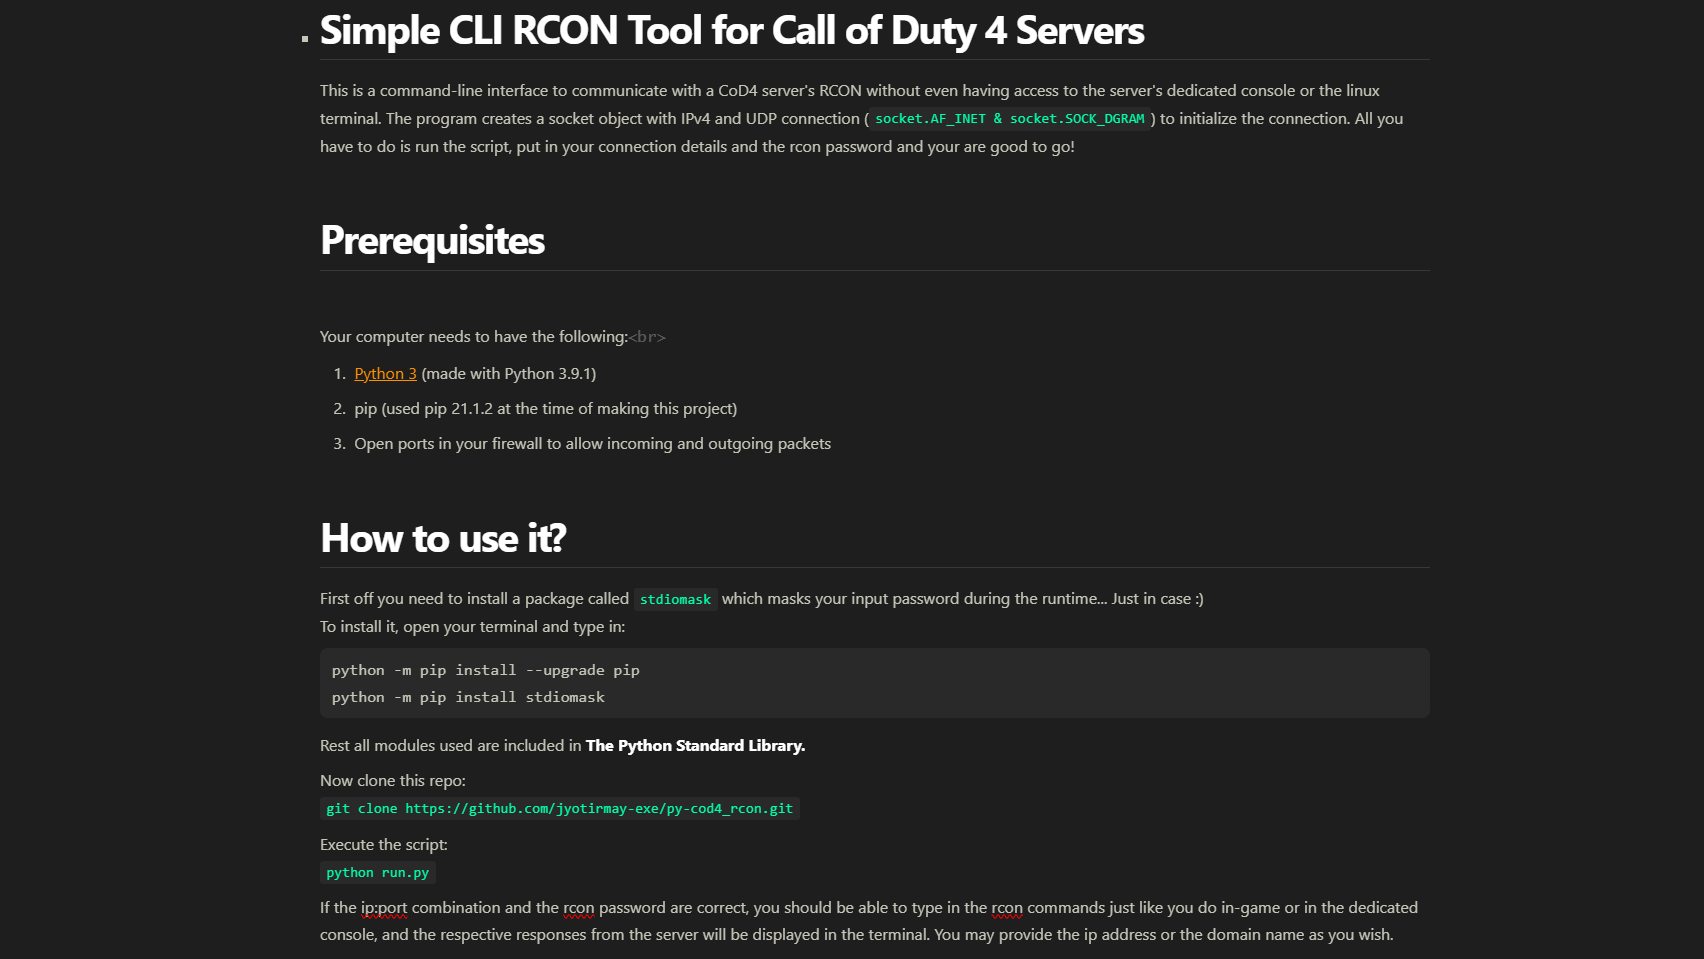 Simple CLI RCON Tool for Call of Duty 4 Servers
This is a command-line interface to communicate with a CoD4 server's RCON without even having access to the server's dedicated console or the linux
terminal. The program creates a socket object with IPv4 and UDP connection ( socket.AF_INET & socket.SOCK_DGRAM ) to initialize the connection. All you
have to do is run the script, put in your connection details and the rcon password and your are good to go!
Prerequisites
Your computer needs to have the following:<br>
1. Python 3 (made with Python 3.9.1)
2. pip (used pip 21.1.2 at the time of making this project)
3. Open ports in your firewall to allow incoming and outgoing packets
How to use it?
First off you need to install a package called stdiomask which masks your input password during the runtime... Just in case :)
To install it, open your terminal and type in:
python -m pip install --upgrade pip
python -m pip install stdiomask
Rest all modules used are included in The Python Standard Library.
Now clone this repo:
git clone https://github.com/jyotirmay-exe/py-cod4_rcon.git
Execute the script:
python run.py
If the ip:port combination and the rcon password are correct, you should be able to type in the rcon commands just like you do in-game or in the dedicated
console, and the respective responses from the server will be displayed in the terminal. You may provide the ip address or the domain name as you wish.